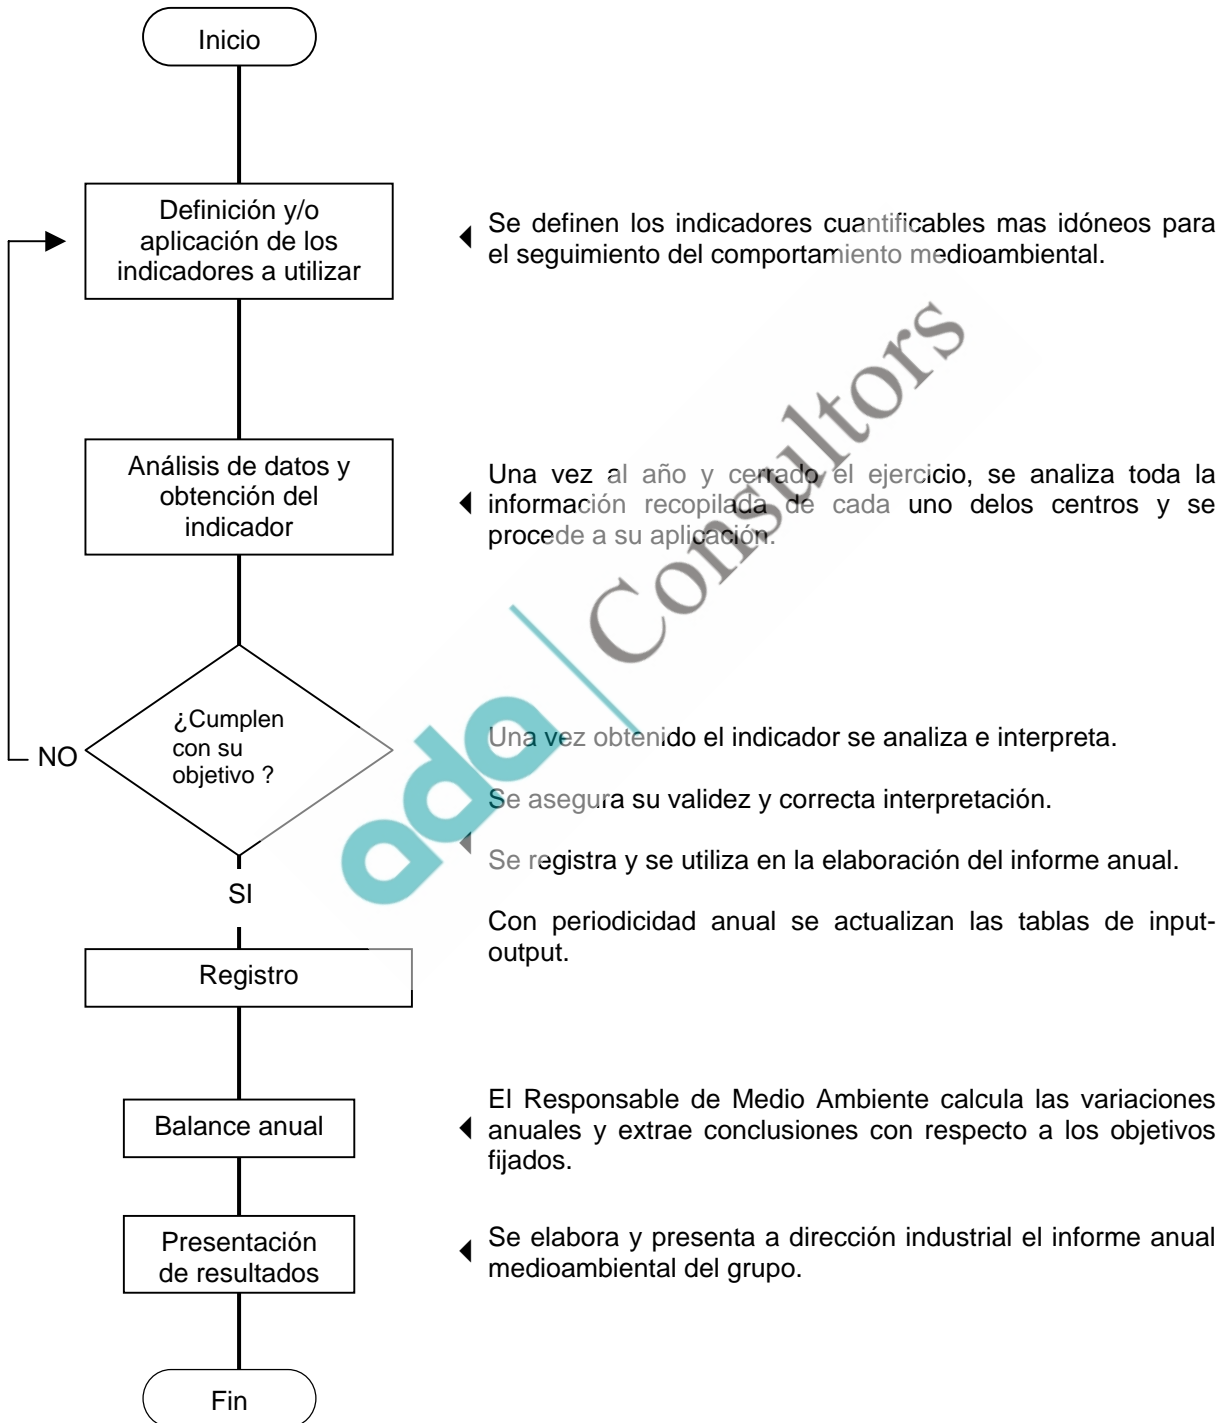 Inicio
Definición y/o
aplicación de los
indicadores a utilizar
Se definen los indicadores cuantificables mas idóneos para
el seguimiento del comportamiento medioambiental.
Análisis de datos y
obtención del
indicador
Una vez al año y cerrado el ejercicio, se analiza toda la
información recopilada de cada uno delos centros y se
procede a su aplicación.
¿Cumplen
con su
objetivo ?
NO
SI
Una vez obtenido el indicador se analiza e interpreta.
Se asegura su validez y correcta interpretación.
Se registra y se utiliza en la elaboración del informe anual.
Con periodicidad anual se actualizan las tablas de input-
output.
Registro
Balance anual
El Responsable de Medio Ambiente calcula las variaciones
anuales y extrae conclusiones con respecto a los objetivos
fijados.
Presentación
de resultados
Se elabora y presenta a dirección industrial el informe anual
medioambiental del grupo.
Fin
ada Consultors